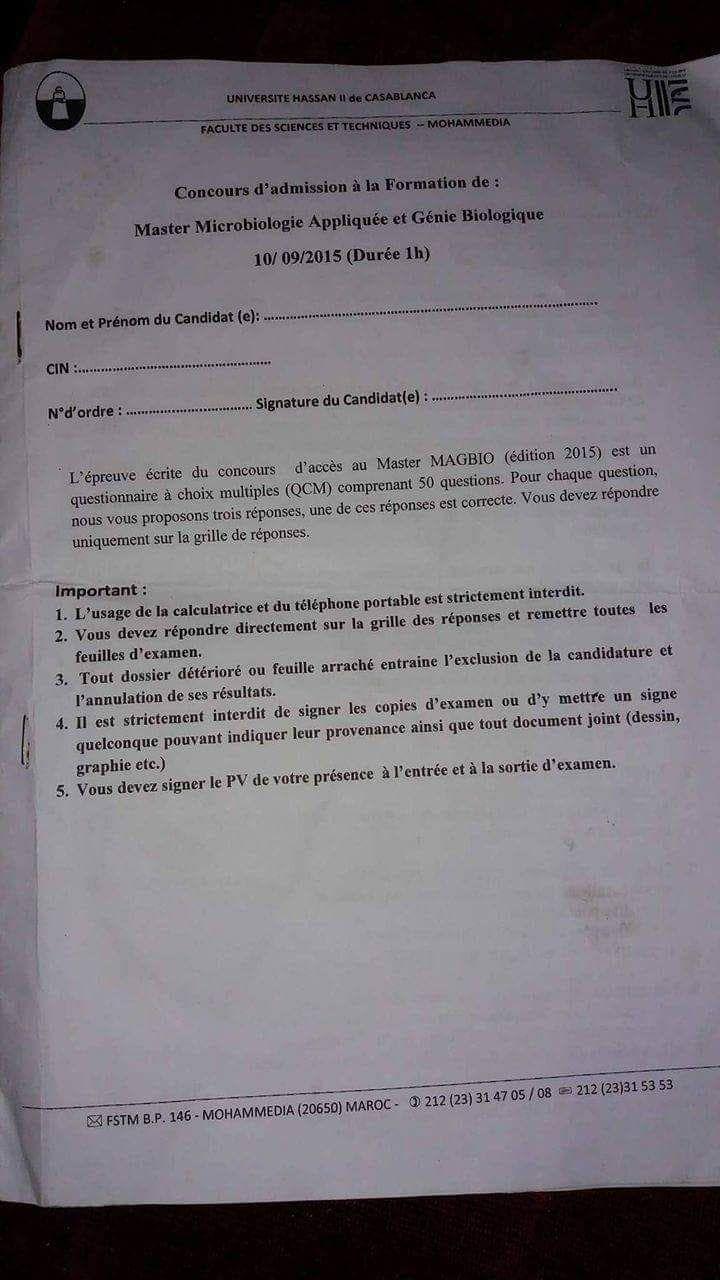 UNIVERSITE HASSAN II de CASABLANCA
FACULTE DES SCIENCES ET TECHNIQUES – MOHAMMEDIA
Concours d'admission à la Formation de :
Master Microbiologie Appliquée et Génie Biologique
10/ 09/2015 (Durée 1h)
Nom et Prénom du Candidat (e): ....................................................................................
CIN :..................................................
N°d'ordre : ................................ Signature du Candidat(e) : ................................................
L'épreuve écrite du concours d'accès au Master MAGBIO (édition 2015) est un
questionnaire à choix multiples (QCM) comprenant 50 questions. Pour chaque question,
nous vous proposons trois réponses, une de ces réponses est correcte. Vous devez répondre
uniquement sur la grille de réponses.
Important :
1. L'usage de la calculatrice et du téléphone portable est strictement interdit.
2. Vous devez répondre directement sur la grille des réponses et remettre toutes les
feuilles d'examen.
3. Tout dossier détérioré ou feuille arraché entraine l'exclusion de la candidature et
l'annulation de ses résultats.
4. Il est strictement interdit de signer les copies d'examen ou d'y mettre un signe
quelconque pouvant indiquer leur provenance ainsi que tout document joint (dessin,
graphie etc.)
5. Vous devez signer le PV de votre présence à l'entrée et à la sortie d'examen.
FSTM B.P. 146 - MOHAMMEDIA (20650) MAROC - 212 (23) 31 47 05 / 08 212 (23)31 53 53